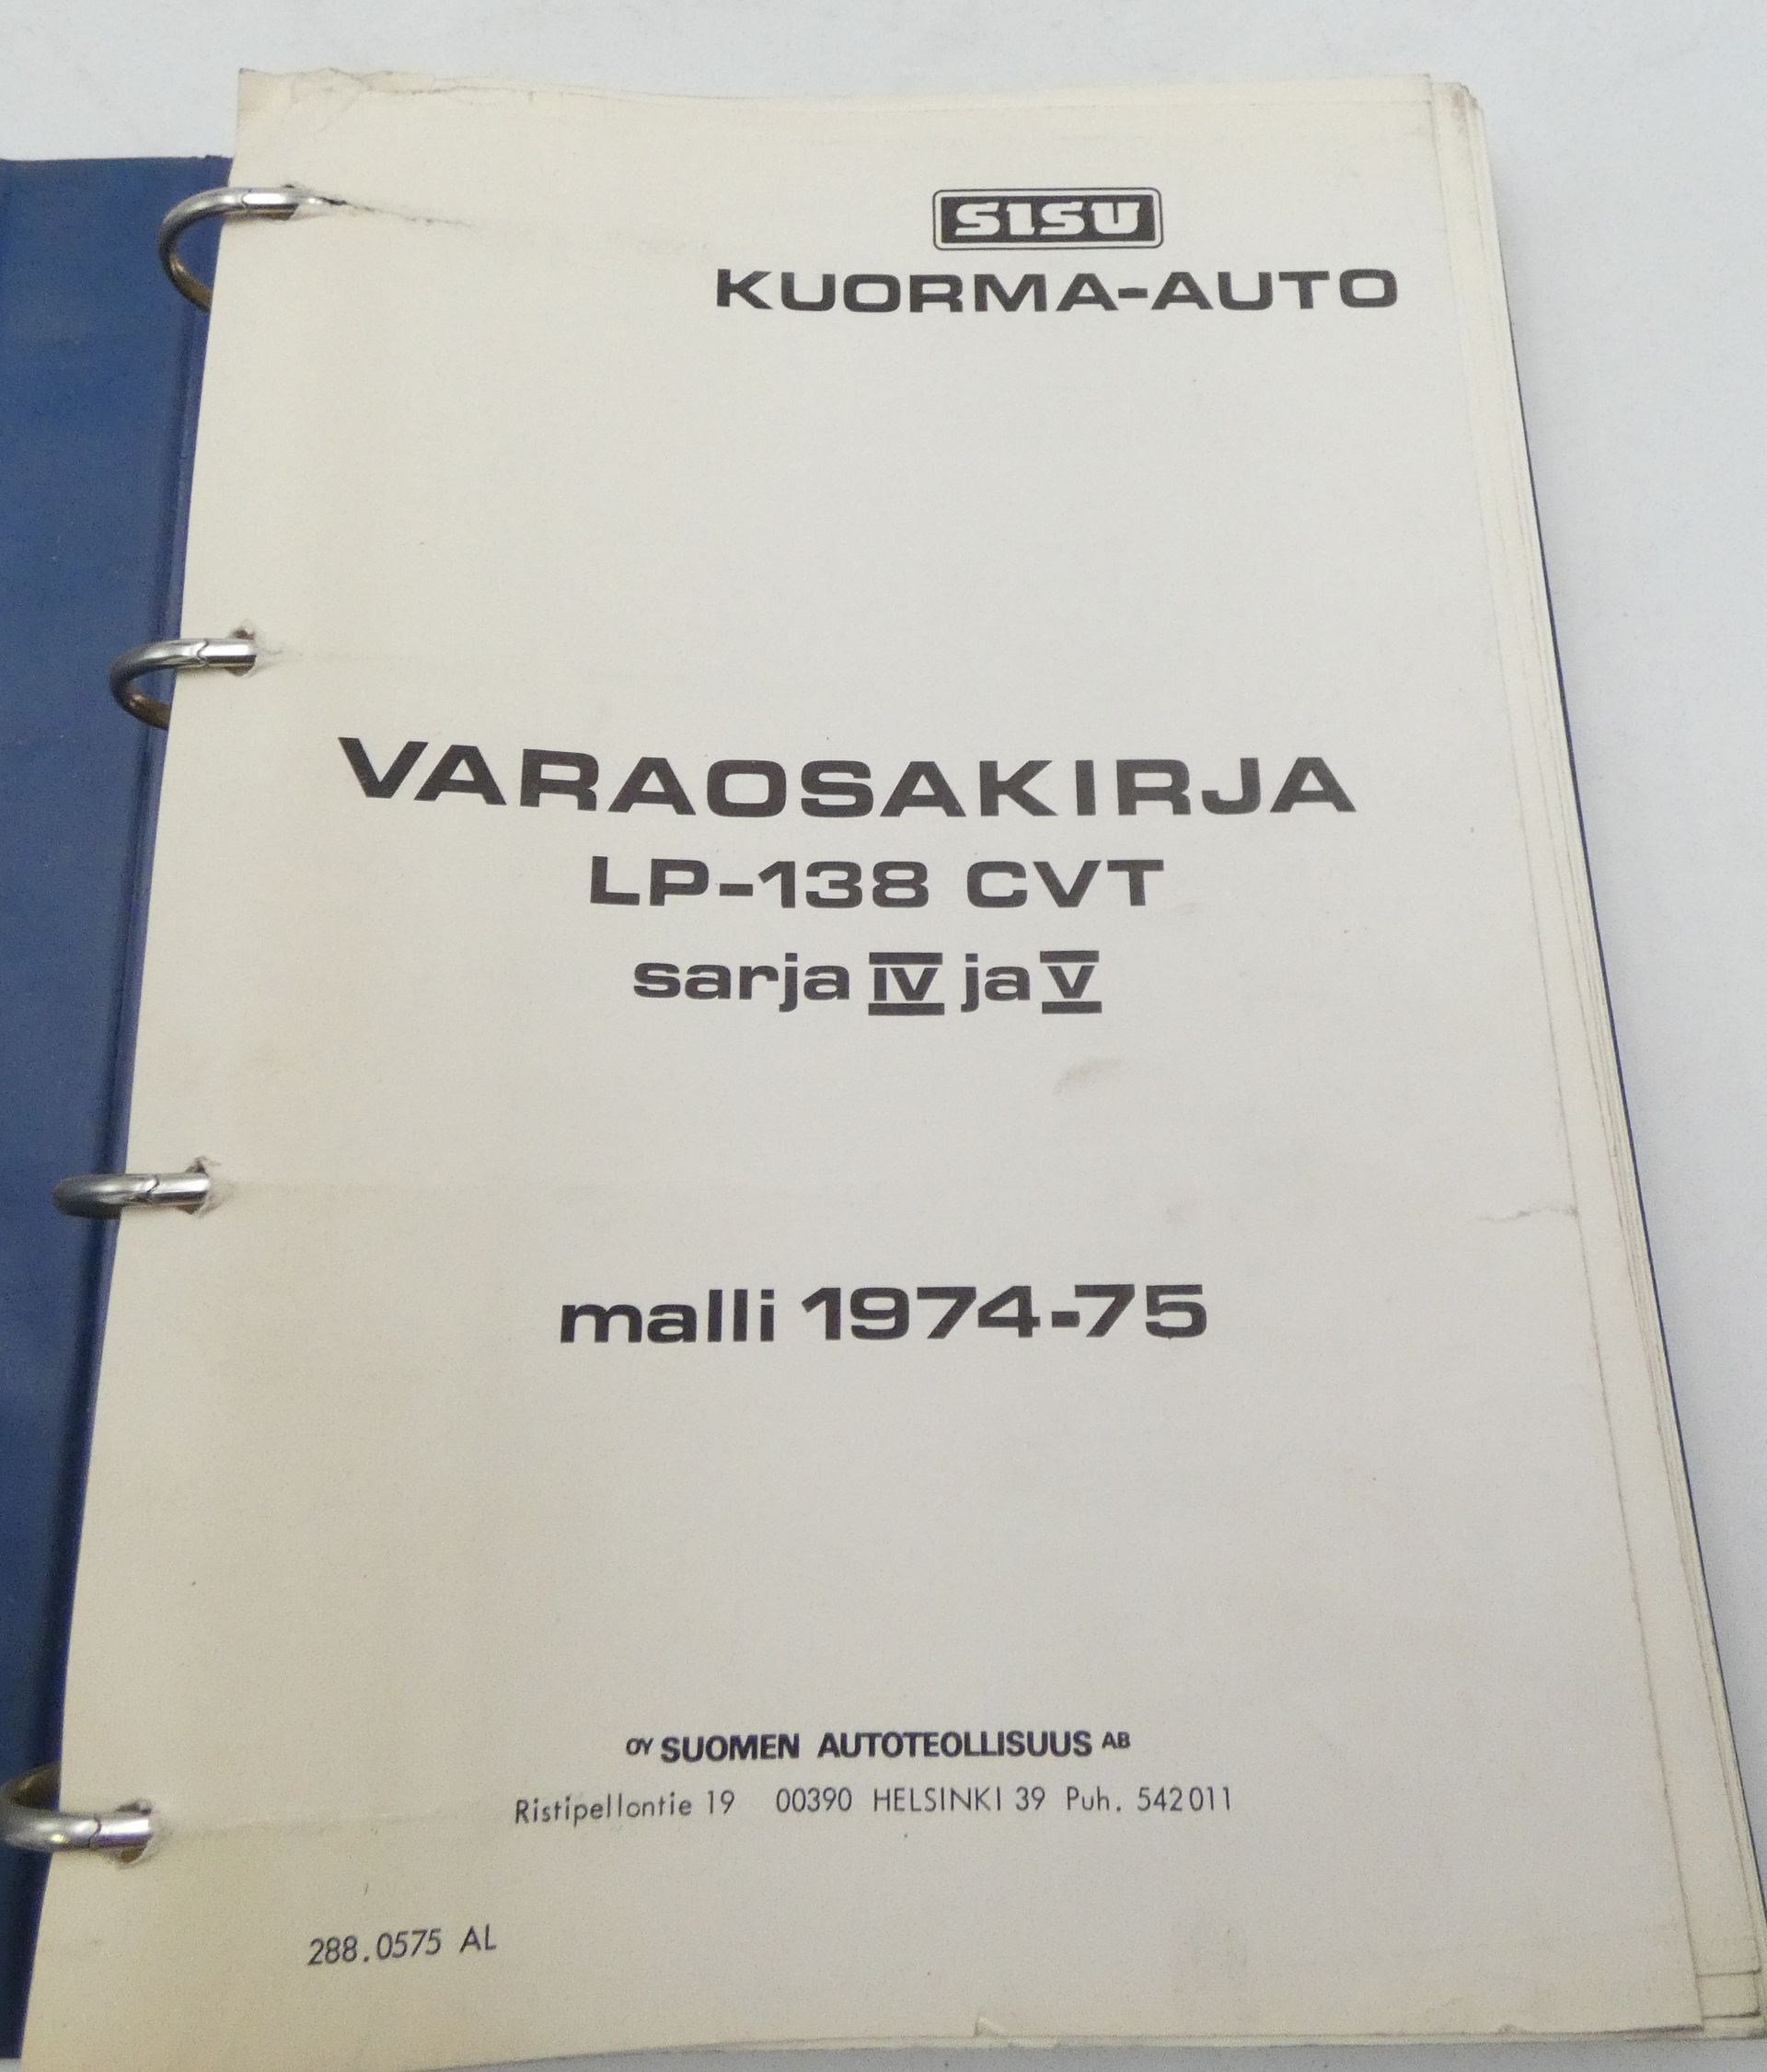 SISU
KUORMA-AUTO
VARAOSAKIRJA
LP-138 CVT
sarja IV ja V
malli 1974-75
OY SUOMEN AUTOTEOLLISUUS AB
Ristipellontie 19 00390 HELSINKI 39 Puh. 542011
288.0575 AL